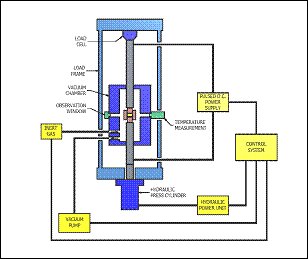 LOAD
CELL
LOAD
FRAME
VACUUM
CHAMBER
OBSERVATION
WINDOW
PULSED D.C.
POWER
SUPPLY
INERT
GAS
TEMPERATURE
MEASUREMENT
CONTROL
SYSTEM
HYDRAULIC
PRESS CYLINDER
HYDRAULIC
POWER UNIT
VACUUM
PUMP